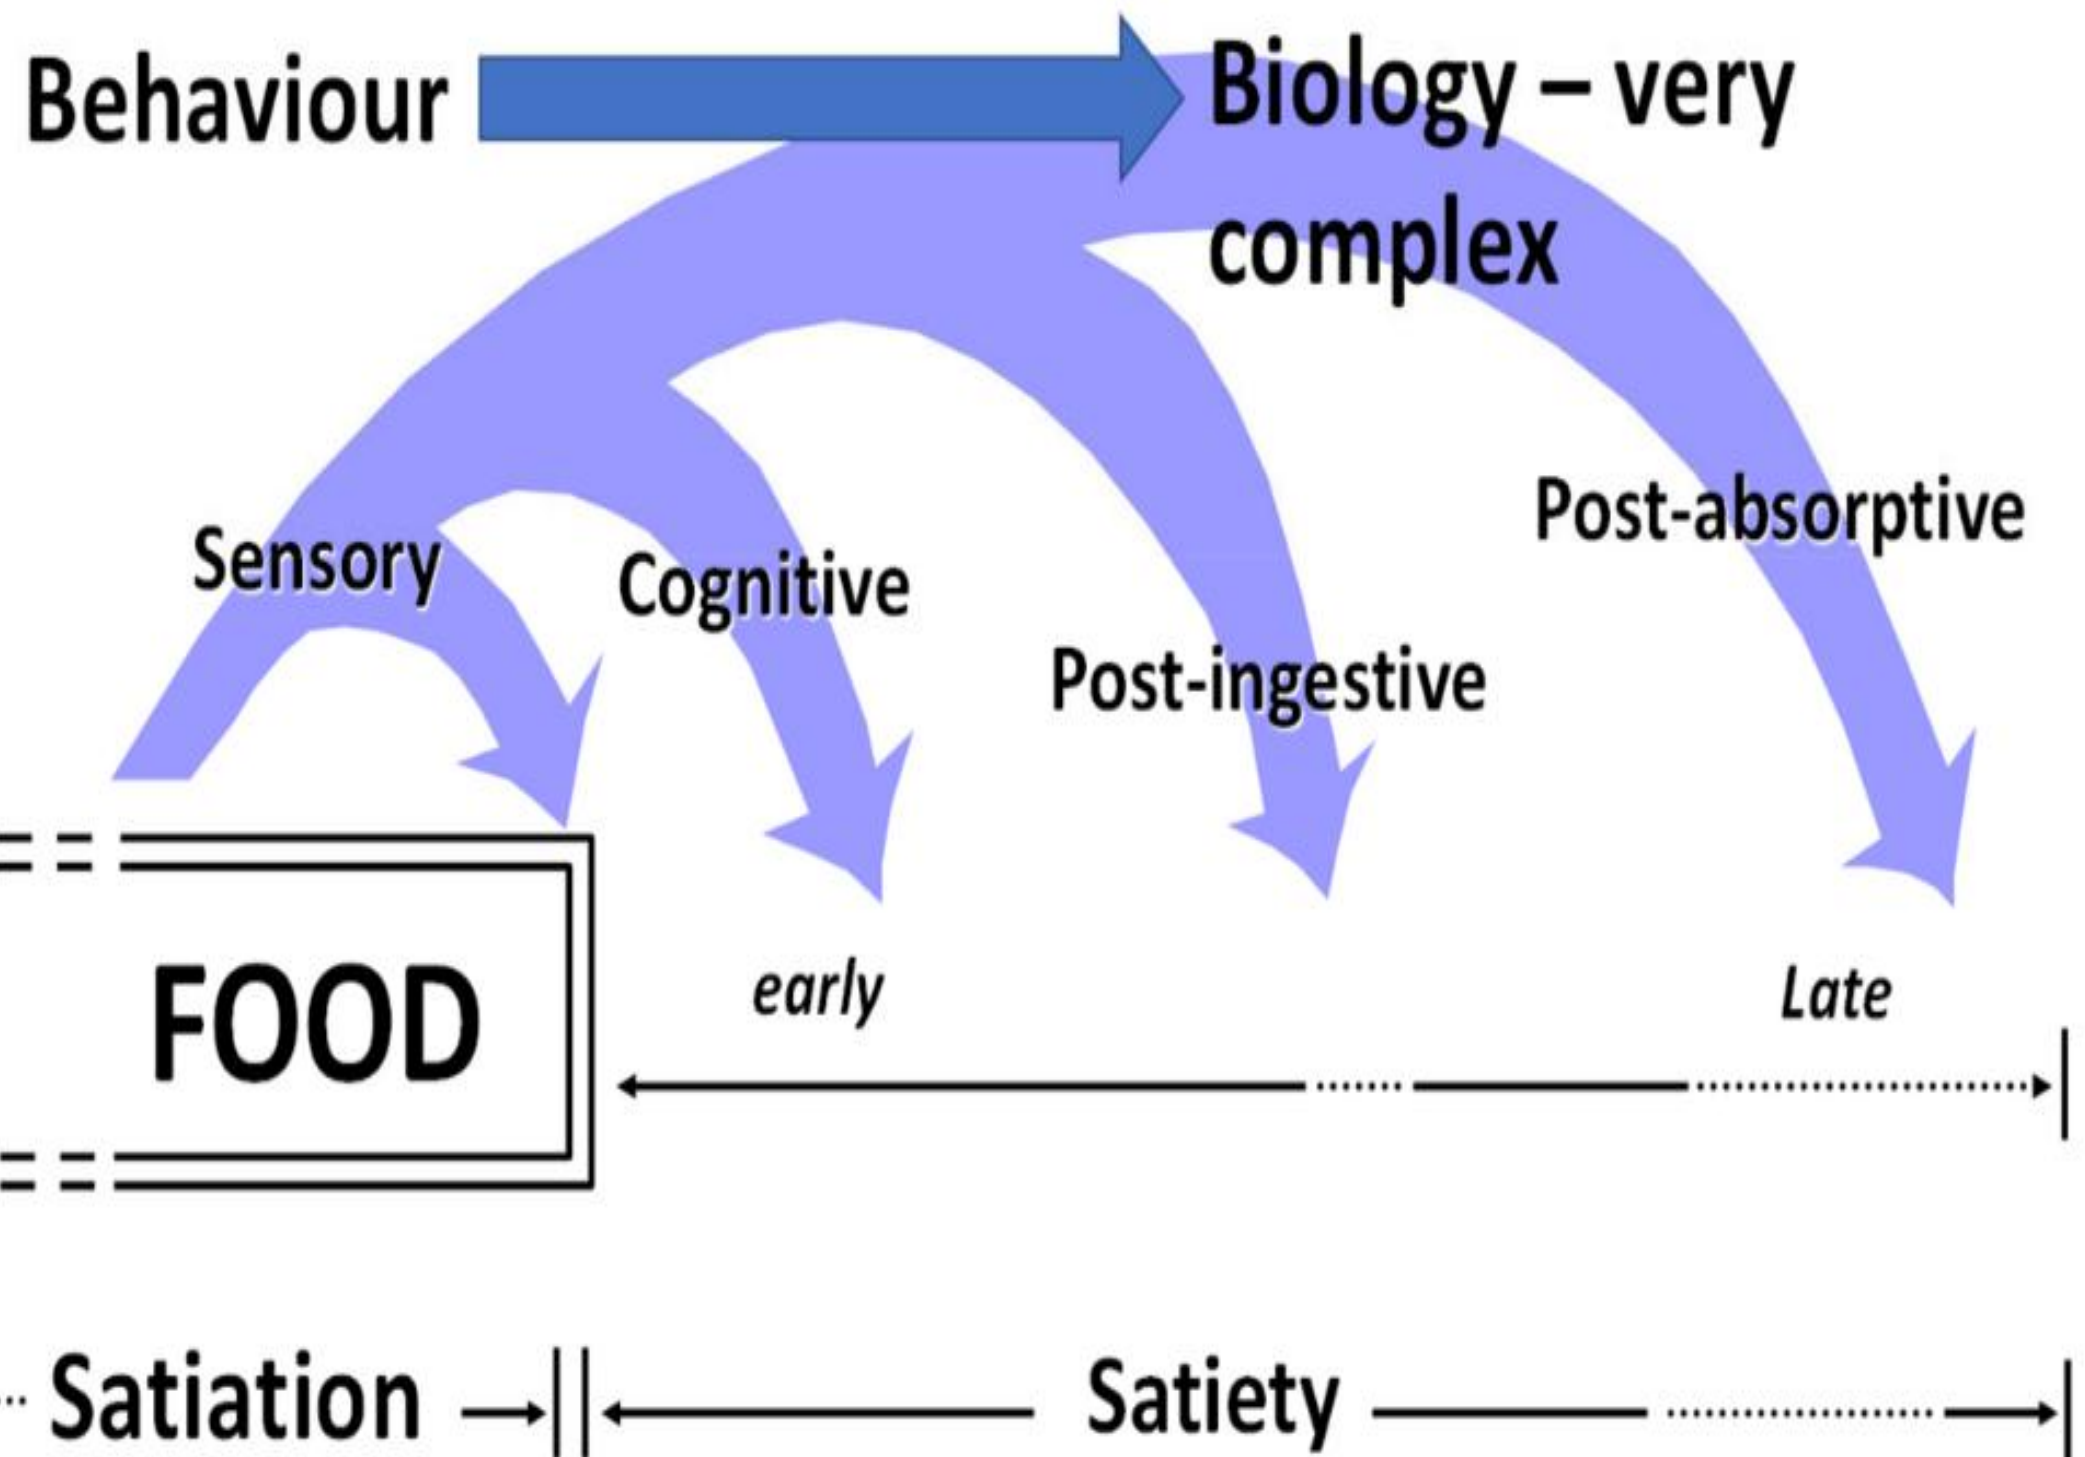 Behaviour
Biology – very
complex
Sensory
Cognitive
Post-ingestive
Post-absorptive
FOOD
early
Late
Satiation
Satiety